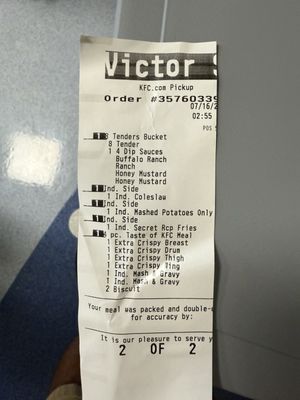 Victor S
KFC.com Pickup
Order #35760339
07/16/2
02:55
POS
8 Tenders Bucket
8 Tender
1 4 Dip Sauces
Buffalo Ranch
Ranch
Honey Mustard
Honey Mustard
Ind. Side
1 Ind. Coleslaw
Ind. Side
1 Ind. Mashed Potatoes Only
Ind. Side
1 Ind. Secret Rcp Fries
pc. Taste of KFC Meal
1 Extra Crispy Breast
1 Extra Crispy Drum
1 Extra Crispy Thigh
1 Extra Crispy Wing
1 Ind. Mash & Gravy
1 Ind. Mash & Gravy
2 Biscuit
Your meal was packed and double-
for accuracy by:
It is our pleasure to serve y
2 OF 2